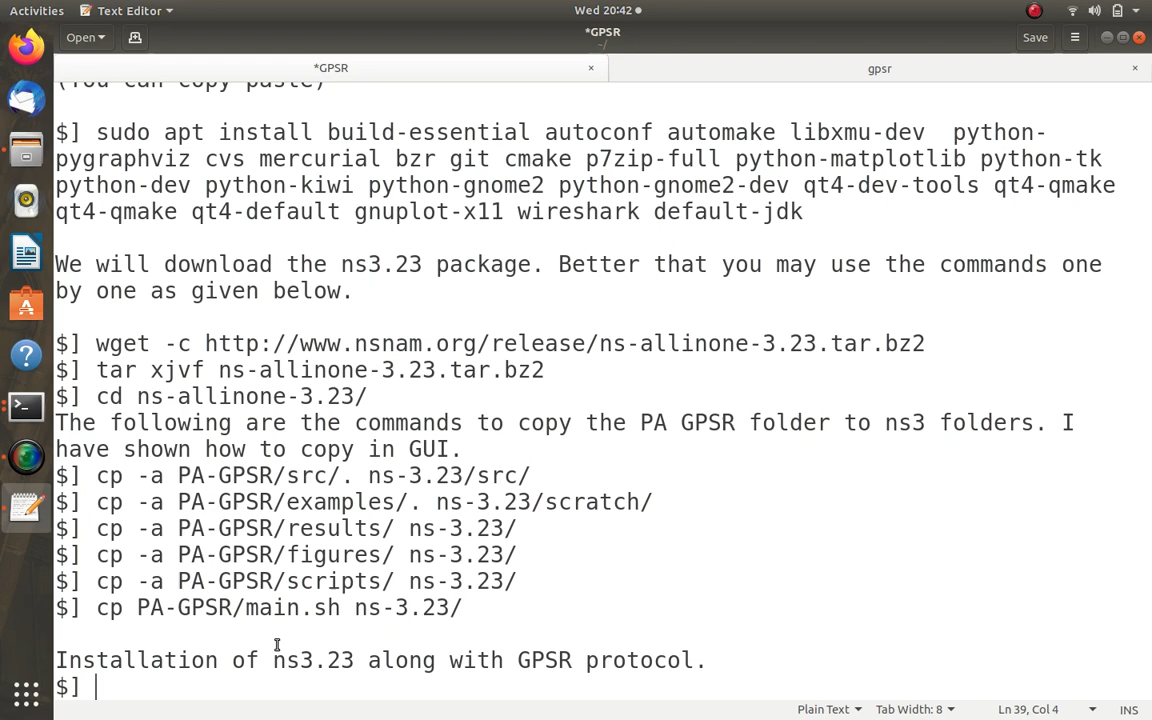 Activities Text Editor Wed 20:42
Open *GPSR Save
~/
*GPSR × gpsr ×
(You can copy paste)
$] sudo apt install build-essential autoconf automake libxmu-dev  python-
pygraphviz cvs mercurial bzr git cmake p7zip-full python-matplotlib python-tk
python-dev python-kiwi python-gnome2 python-gnome2-dev qt4-dev-tools qt4-qmake
qt4-qmake qt4-default gnuplot-x11 wireshark default-jdk
We will download the ns3.23 package. Better that you may use the commands one
by one as given below.
$] wget -c http://www.nsnam.org/release/ns-allinone-3.23.tar.bz2
$] tar xjvf ns-allinone-3.23.tar.bz2
$] cd ns-allinone-3.23/
The following are the commands to copy the PA GPSR folder to ns3 folders. I
have shown how to copy in GUI.
$] cp -a PA-GPSR/src/. ns-3.23/src/
$] cp -a PA-GPSR/examples/. ns-3.23/scratch/
$] cp -a PA-GPSR/results/ ns-3.23/
$] cp -a PA-GPSR/figures/ ns-3.23/
$] cp -a PA-GPSR/scripts/ ns-3.23/
$] cp PA-GPSR/main.sh ns-3.23/
Installation of ns3.23 along with GPSR protocol.
$]
Plain Text Tab Width: 8 Ln 39, Col 4 INS